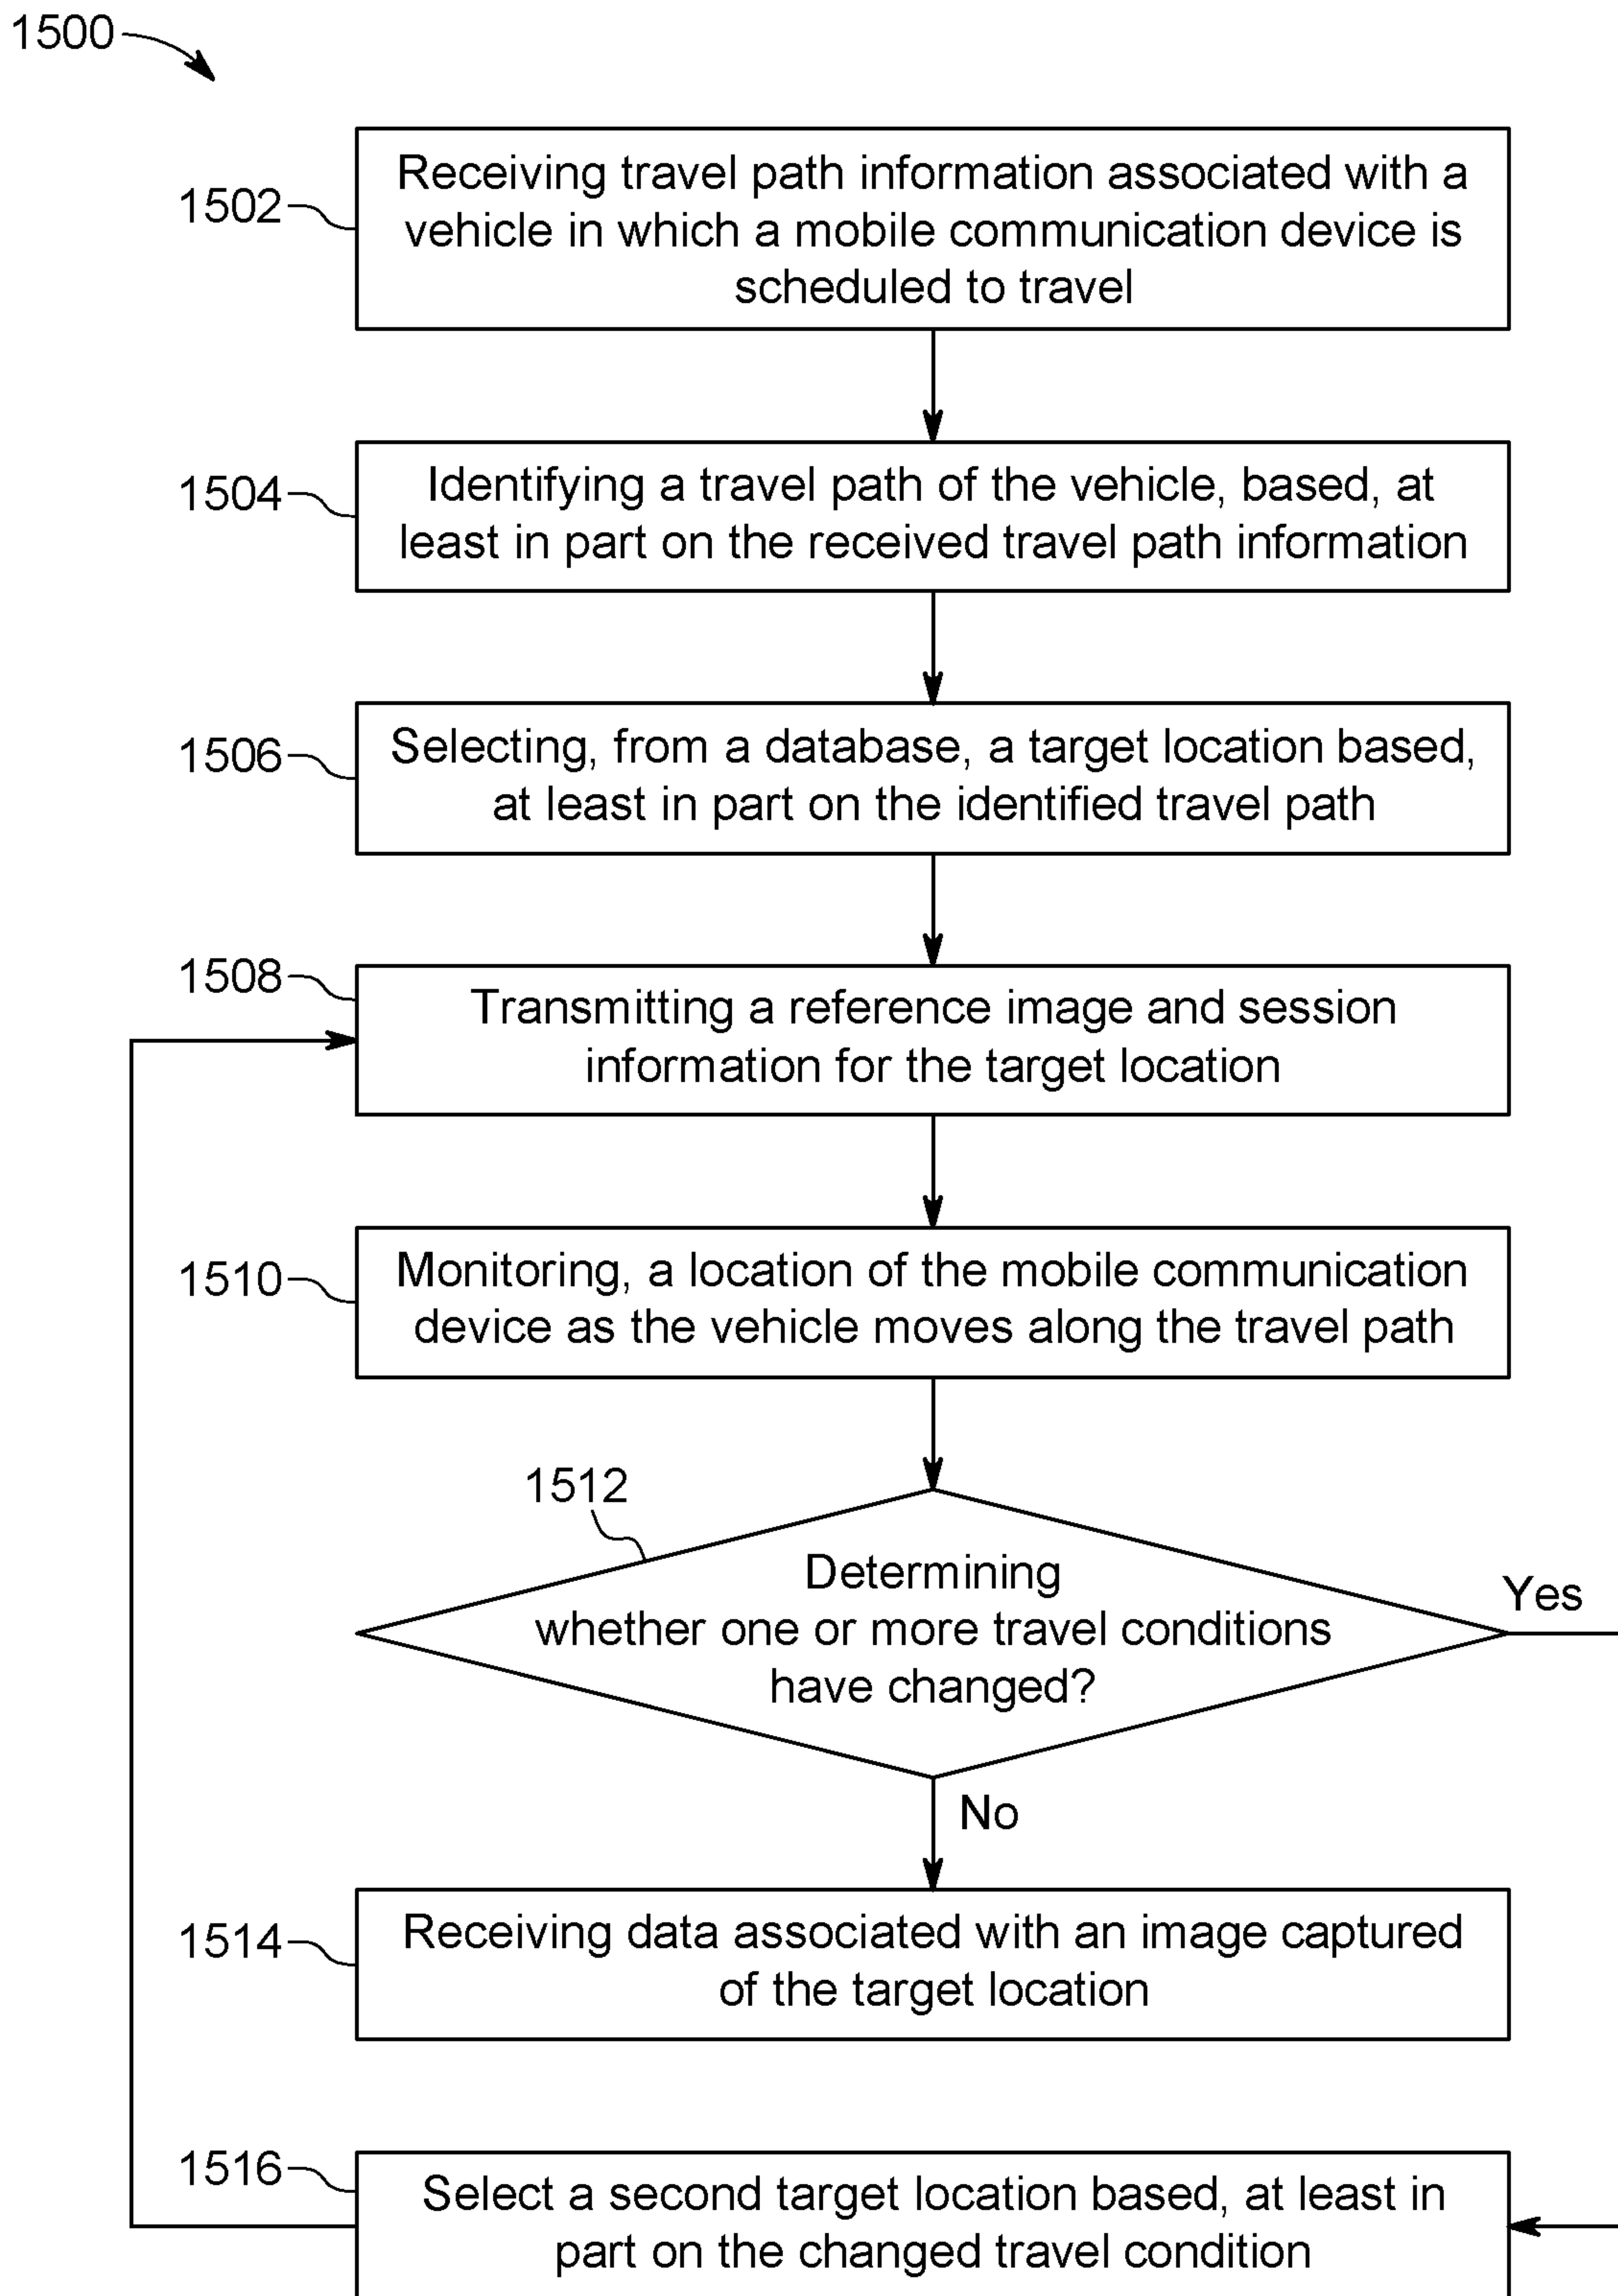 1500
1502
Receiving travel path information associated with a
vehicle in which a mobile communication device is
scheduled to travel
1504
Identifying a travel path of the vehicle, based, at
least in part on the received travel path information
1506
Selecting, from a database, a target location based,
at least in part on the identified travel path
1508
Transmitting a reference image and session
information for the target location
1510
Monitoring, a location of the mobile communication
device as the vehicle moves along the travel path
1512
Determining
whether one or more travel conditions
have changed?
Yes
No
1514
Receiving data associated with an image captured
of the target location
1516
Select a second target location based, at least in
part on the changed travel condition